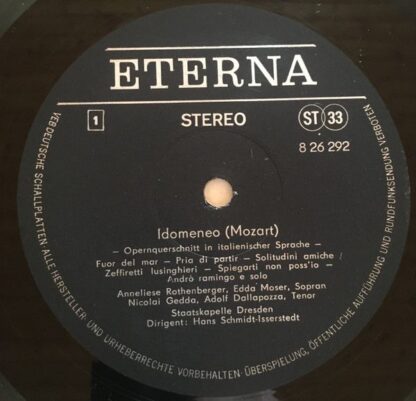 ETERNA
1
STEREO
ST 33
8 26 292
Idomeneo (Mozart)
– Opernquerschnitt in italienischer Sprache –
Fuor del mar – Pria di partir – Solitudini amiche /
Zeffiretti lusinghieri – Spiegarti non poss'io –
Andrò ramingo e solo
Anneliese Rothenberger, Edda Moser, Sopran
Nicolai Gedda, Adolf Dallapozza, Tenor
Staatskapelle Dresden
Dirigent: Hans Schmidt-Isserstedt
VEB DEUTSCHE SCHALLPLATTEN · ALLE HERSTELLER- UND URHEBERRECHTE VORBEHALTEN · ÜBERSPIELUNG, ÖFFENTLICHE AUFFÜHRUNG UND RUNDFUNKSENDUNG VERBOTEN